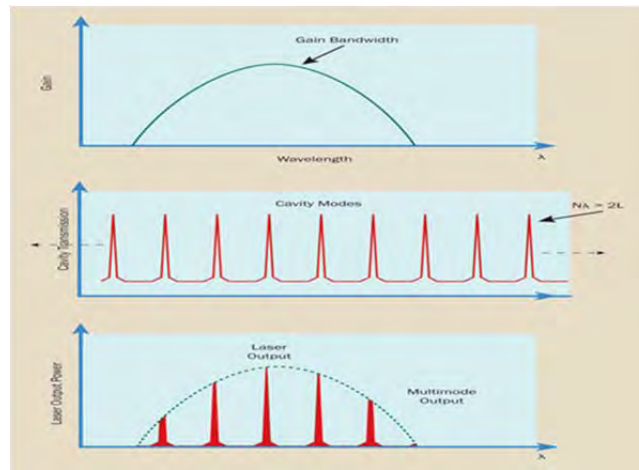 Gain Bandwidth
Gain
Wavelength
λ
Cavity Modes
Nλ = 2L
Cavity Transmission
Laser
Output
Multimode
Output
Laser Output Power
λ